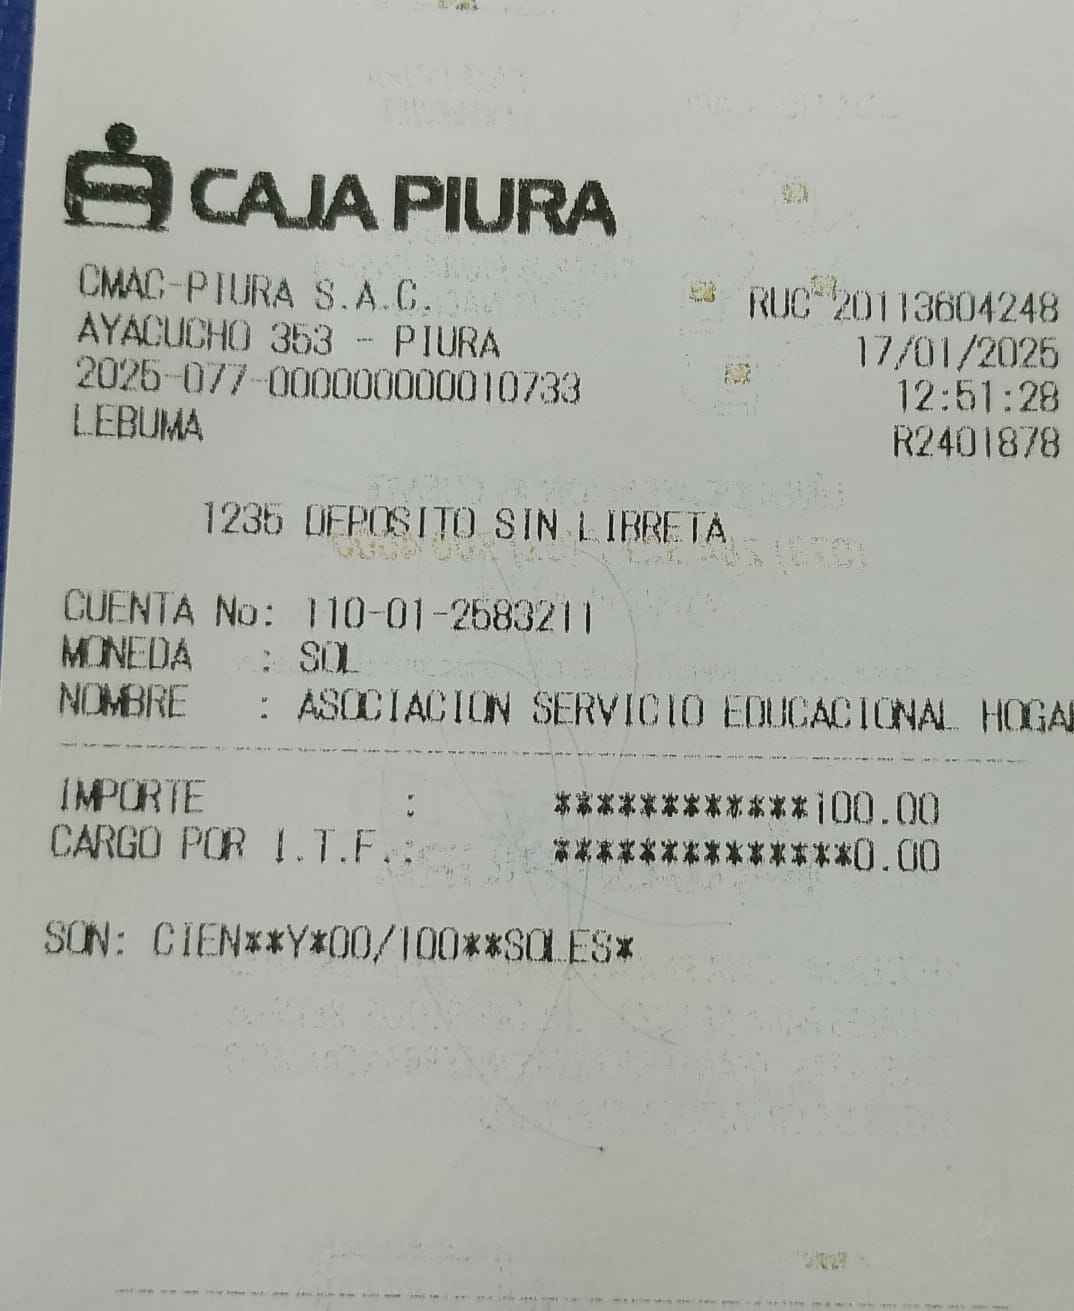 CAJA PIURA
CMAC-PIURA S.A.C.
RUC 20113604248
AYACUCHO 353 - PIURA
17/01/2025
2025-077-000000000010733
12:51:28
LEBUMA
R2401878
1235 DEPOSITO SIN LIBRETA
CUENTA No: 110-01-2583211
MONEDA : SOL
NOMBRE : ASOCIACION SERVICIO EDUCACIONAL HOGA
IMPORTE : ************100.00
CARGO POR I.T.F.: **************0.00
SON: CIEN**Y*00/100**SOLES*